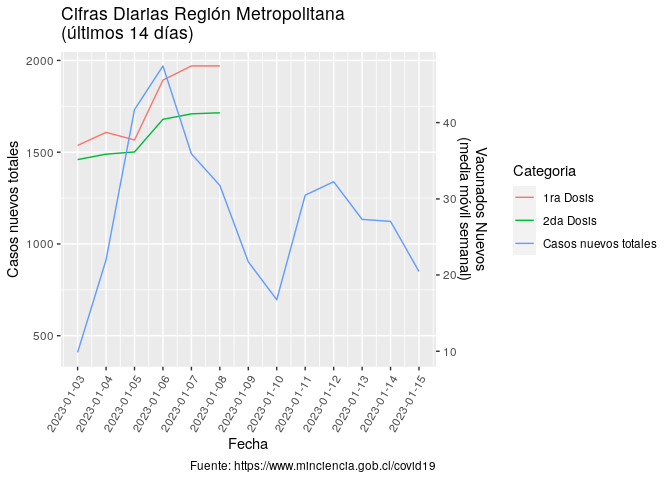 Cifras Diarias Región Metropolitana
(últimos 14 días)
Casos nuevos totales
2000
1500
1000
500
40
30
20
10
Vacunados Nuevos
(media móvil semanal)
2023-01-03
2023-01-04
2023-01-05
2023-01-06
2023-01-07
2023-01-08
2023-01-09
2023-01-10
2023-01-11
2023-01-12
2023-01-13
2023-01-14
2023-01-15
Fecha
Categoria
1ra Dosis
2da Dosis
Casos nuevos totales
Fuente: https://www.minciencia.gob.cl/covid19